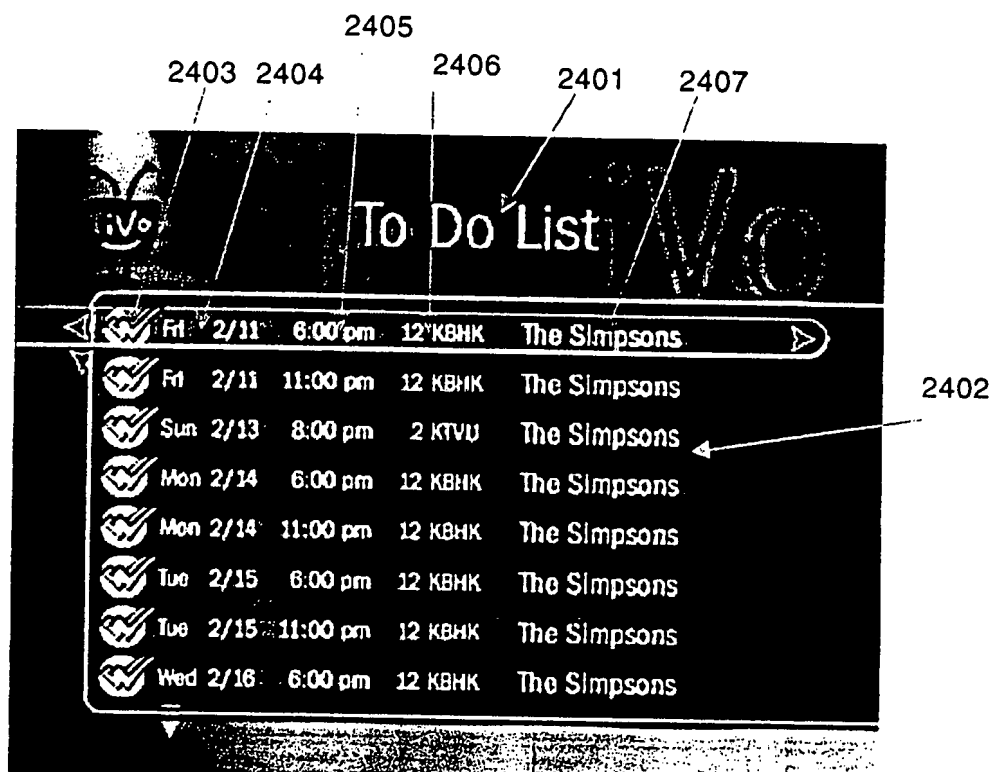 2405
2403 2404 2406 2401 2407
TiVo
To Do List
TiVo
Fri 2/11 6:00 pm 12 KBHK The Simpsons
Fri 2/11 11:00 pm 12 KBHK The Simpsons
2402
Sun 2/13 8:00 pm 2 KTVU The Simpsons
Mon 2/14 6:00 pm 12 KBHK The Simpsons
Mon 2/14 11:00 pm 12 KBHK The Simpsons
Tue 2/15 6:00 pm 12 KBHK The Simpsons
Tue 2/15 11:00 pm 12 KBHK The Simpsons
Wed 2/16 6:00 pm 12 KBHK The Simpsons